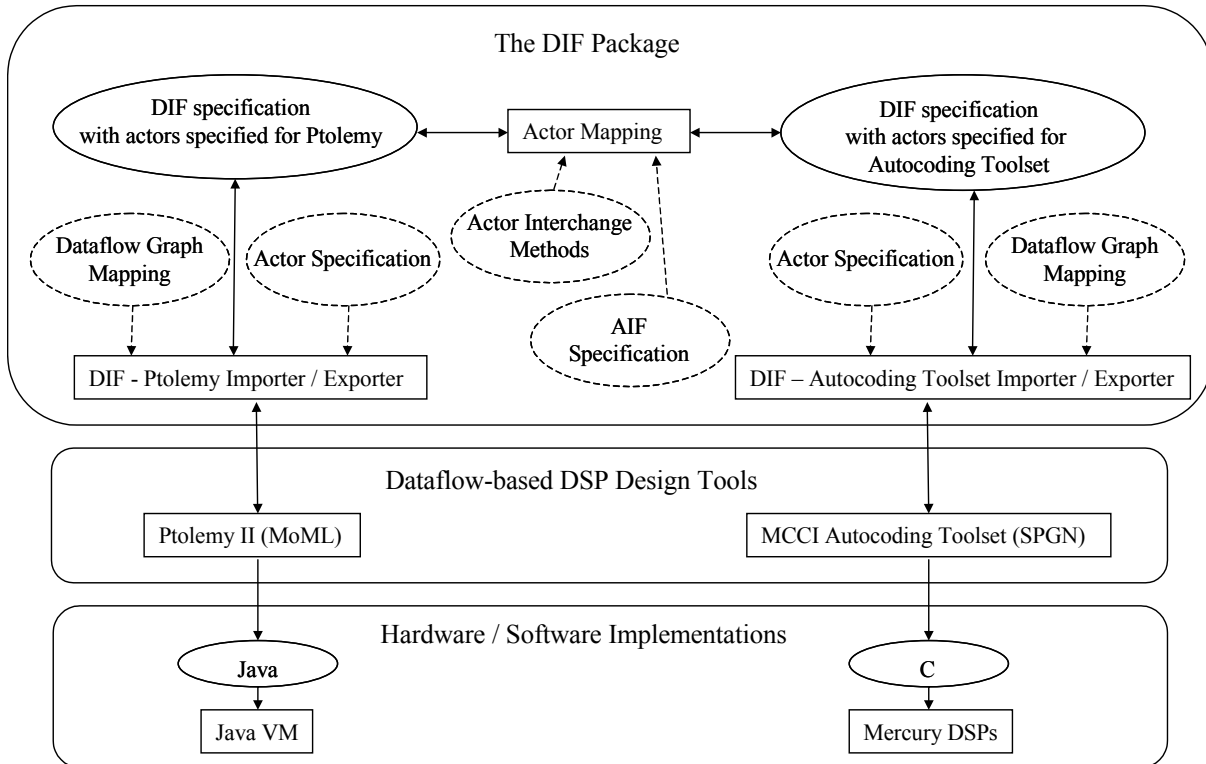 The DIF Package
DIF specification
with actors specified for Ptolemy
Actor Mapping
DIF specification
with actors specified for
Autocoding Toolset
Dataflow Graph
Mapping
Actor Specification
Actor Interchange
Methods
AIF
Specification
Actor Specification
Dataflow Graph
Mapping
DIF - Ptolemy Importer / Exporter
DIF – Autocoding Toolset Importer / Exporter
Dataflow-based DSP Design Tools
Ptolemy II (MoML)
MCCI Autocoding Toolset (SPGN)
Hardware / Software Implementations
Java
C
Java VM
Mercury DSPs